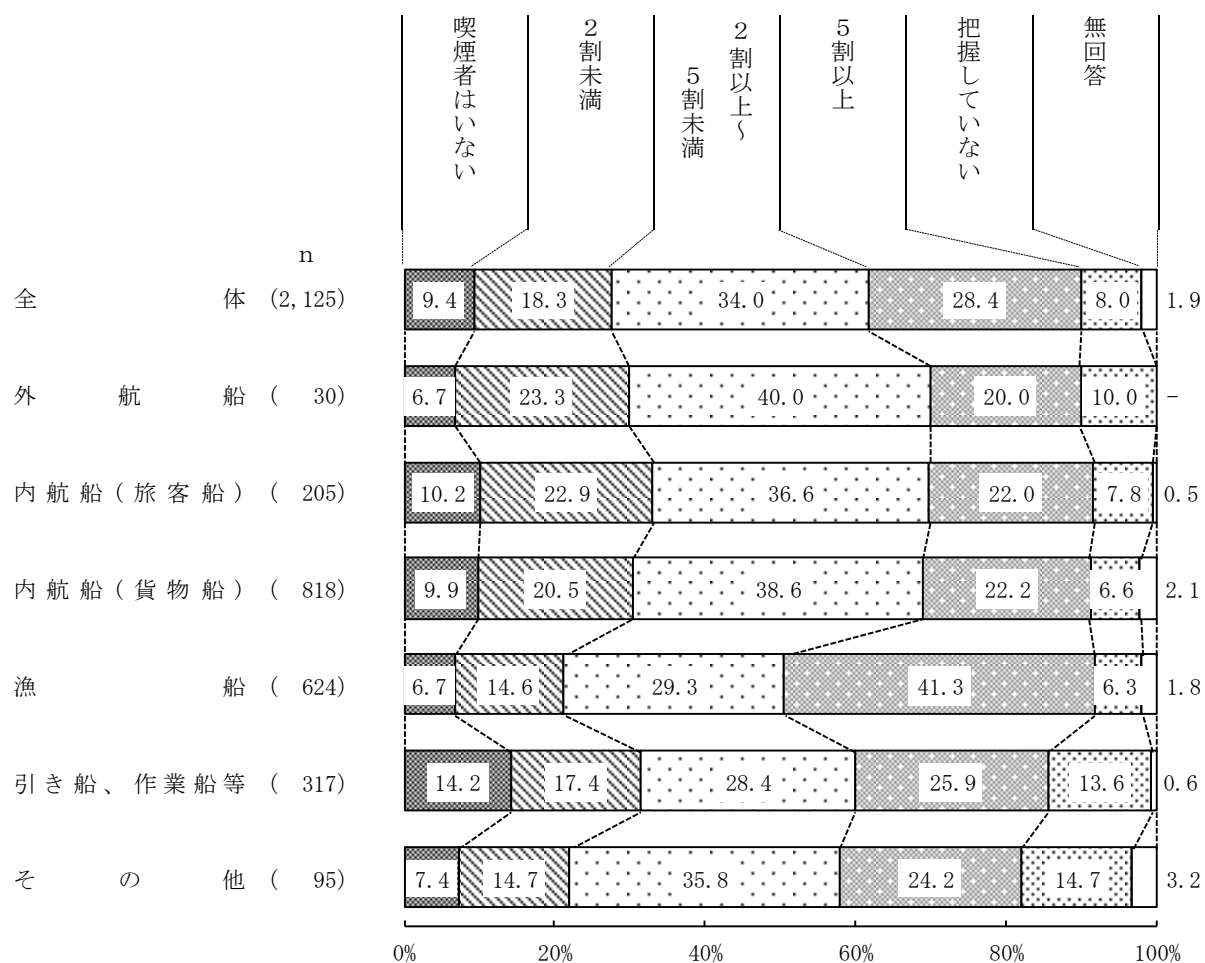 喫煙者はいない
２割未満
２割以上～
５割未満
５割以上
把握していない
無回答
n
全体 (2,125) 9.4 18.3 34.0 28.4 8.0 1.9
外航船 ( 30) 6.7 23.3 40.0 20.0 10.0 -
内航船(旅客船) ( 205) 10.2 22.9 36.6 22.0 7.8 0.5
内航船(貨物船) ( 818) 9.9 20.5 38.6 22.2 6.6 2.1
漁船 ( 624) 6.7 14.6 29.3 41.3 6.3 1.8
引き船、作業船等 ( 317) 14.2 17.4 28.4 25.9 13.6 0.6
その他 ( 95) 7.4 14.7 35.8 24.2 14.7 3.2
0% 20% 40% 60% 80% 100%